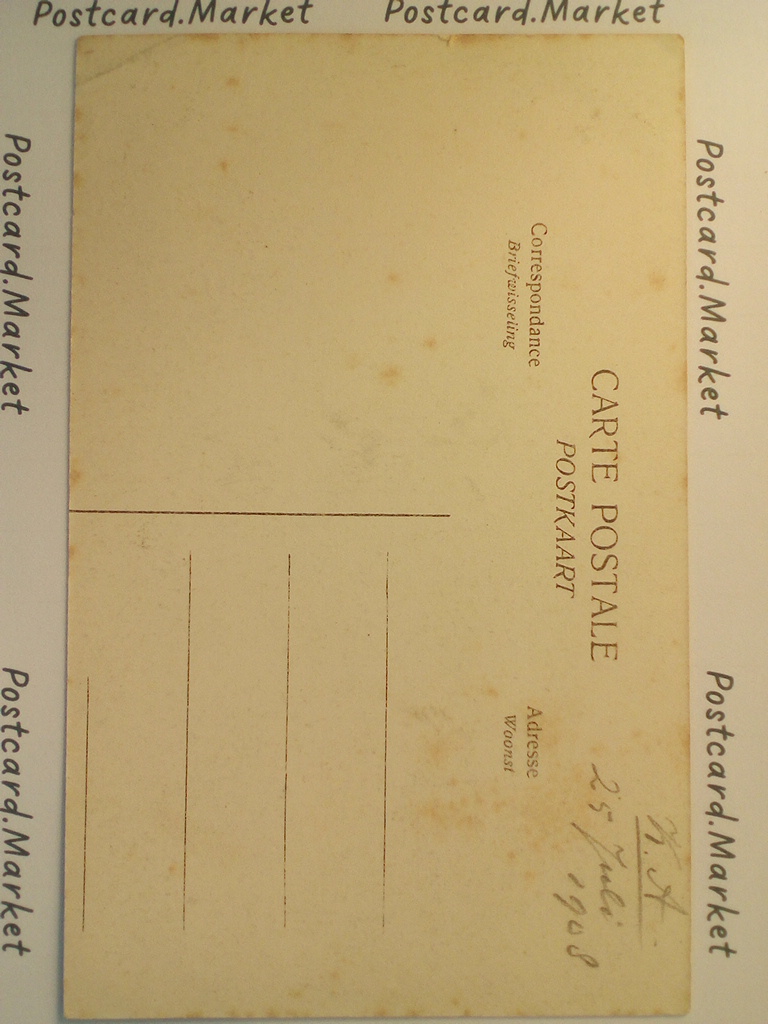 Postcard.Market
Postcard.Market
Postcard.Market
Postcard.Market
Postcard.Market
Postcard.Market
CARTE POSTALE
POSTKAART
Correspondance
Briefwisseling
Adresse
Woonst
25 Juli
1908